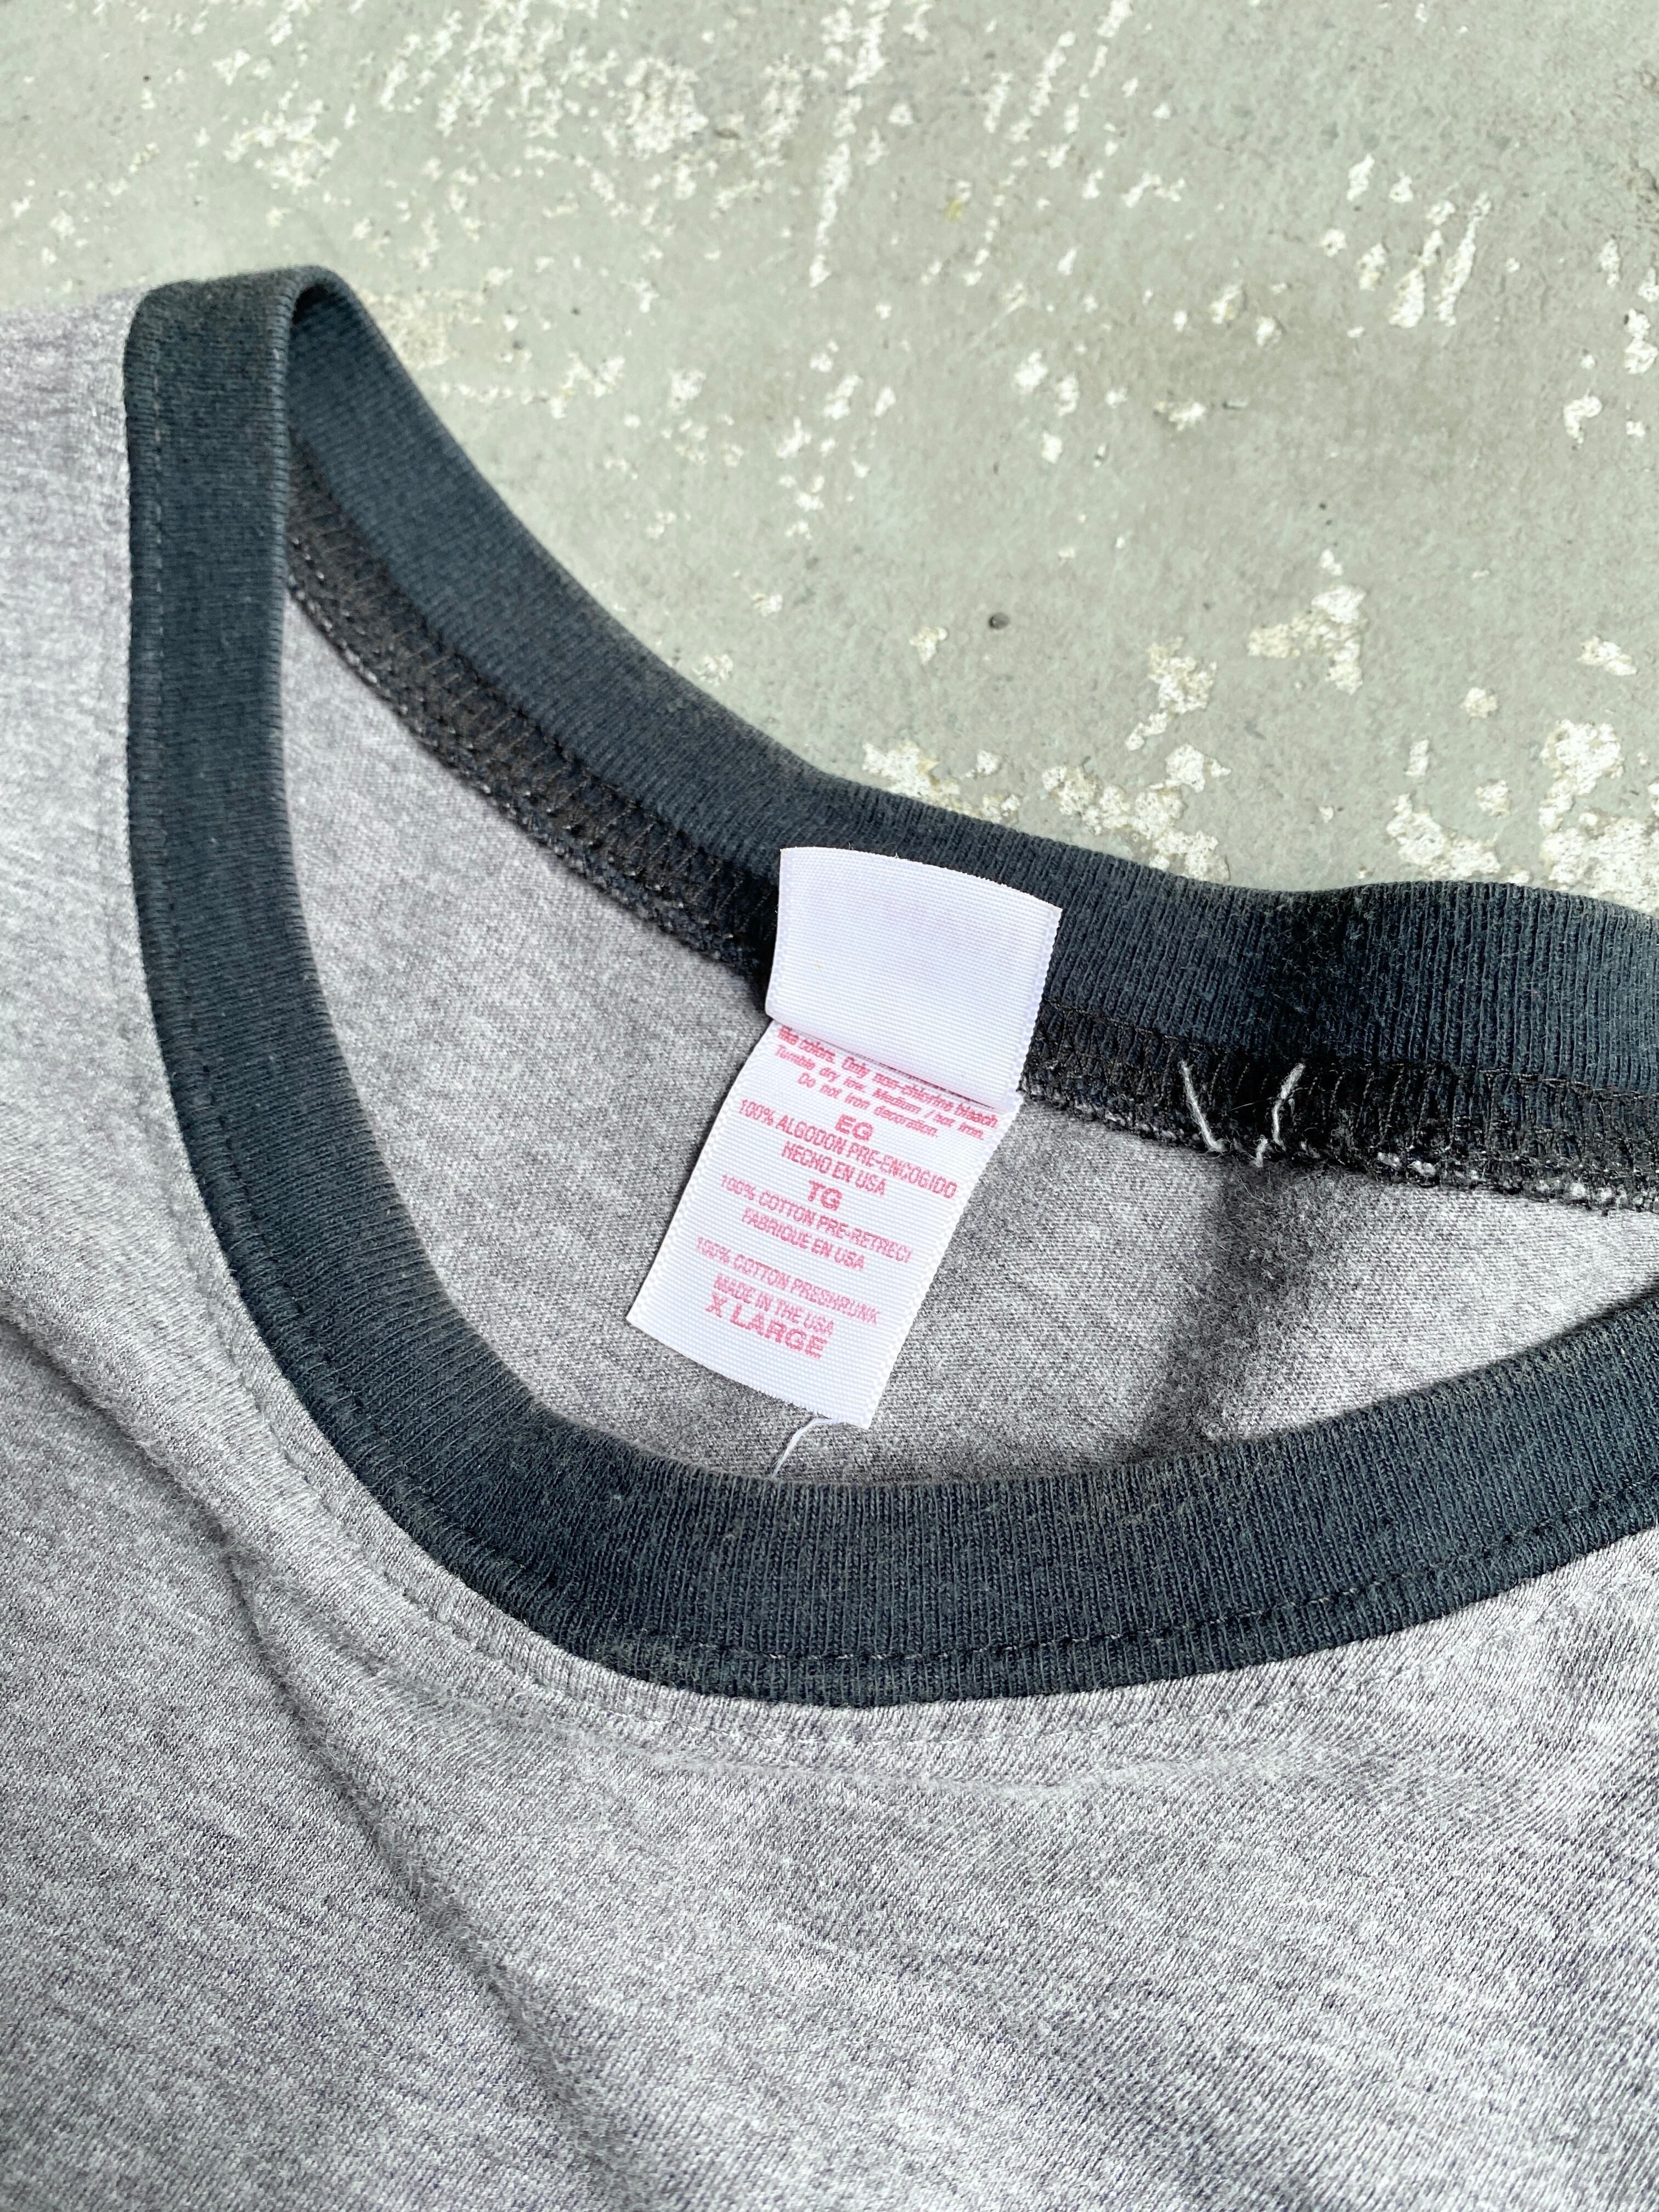 like colors. Only non-chlorine bleach.
Tumble dry low. Medium / hot iron.
Do not iron decoration.
EG
100% ALGODON PRE-ENCOGIDO
HECHO EN USA
TG
100% COTTON PRE-RETRECI
FABRIQUE EN USA
100% COTTON PRESHRUNK
MADE IN THE USA
X LARGE